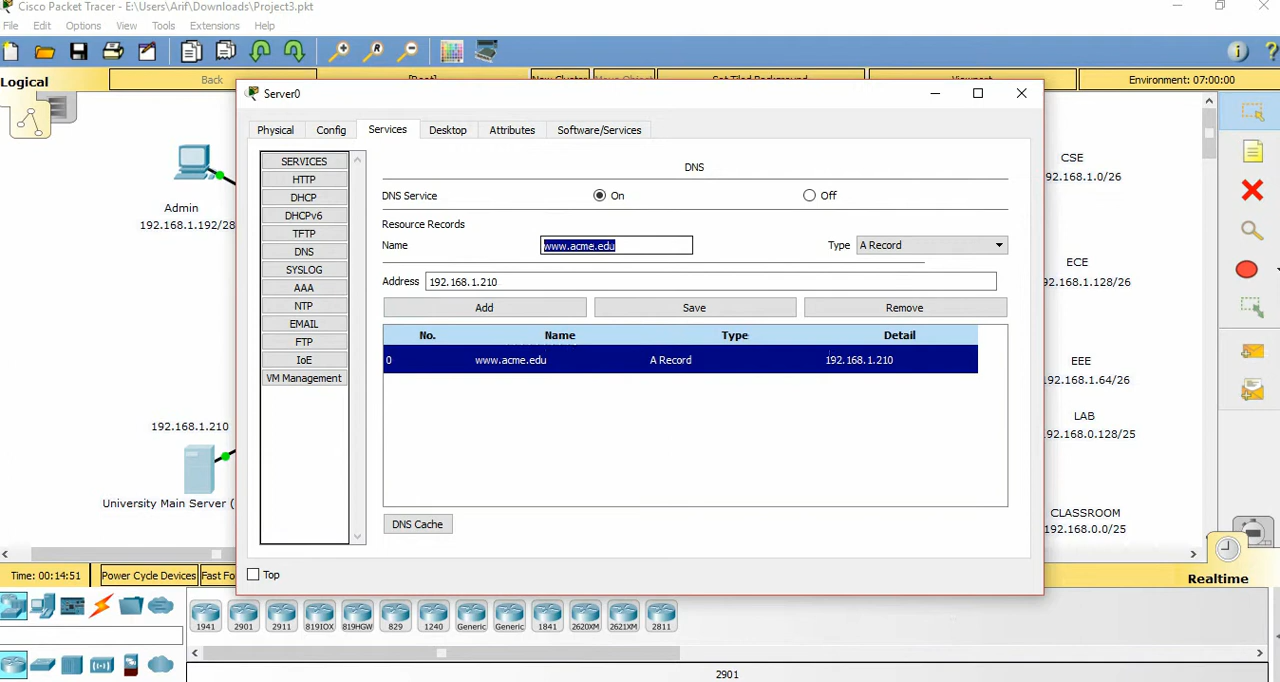 Cisco Packet Tracer - E:\Users\Arif\Downloads\Project3.pkt
File Edit Options View Tools Extensions Help
Logical
Back
Environment: 07:00:00
Server0
Physical Config Services Desktop Attributes Software/Services
SERVICES
HTTP
DHCP
DHCPv6
TFTP
DNS
SYSLOG
AAA
NTP
EMAIL
FTP
IoE
VM Management
DNS
DNS Service On Off
Resource Records
Name www.acme.edu Type A Record
Address 192.168.1.210
Add Save Remove
No. Name Type Detail
0 www.acme.edu A Record 192.168.1.210
DNS Cache
Top
Admin
192.168.1.192/28
192.168.1.210
University Main Server (
CSE
92.168.1.0/26
ECE
92.168.1.128/26
EEE
92.168.1.64/26
LAB
92.168.0.128/25
CLASSROOM
92.168.0.0/25
Time: 00:14:51 Power Cycle Devices Fast Fo
Realtime
1941 2901 2911 819IOX 819HGW 829 1240 Generic Generic 1841 2620XM 2621XM 2811
2901